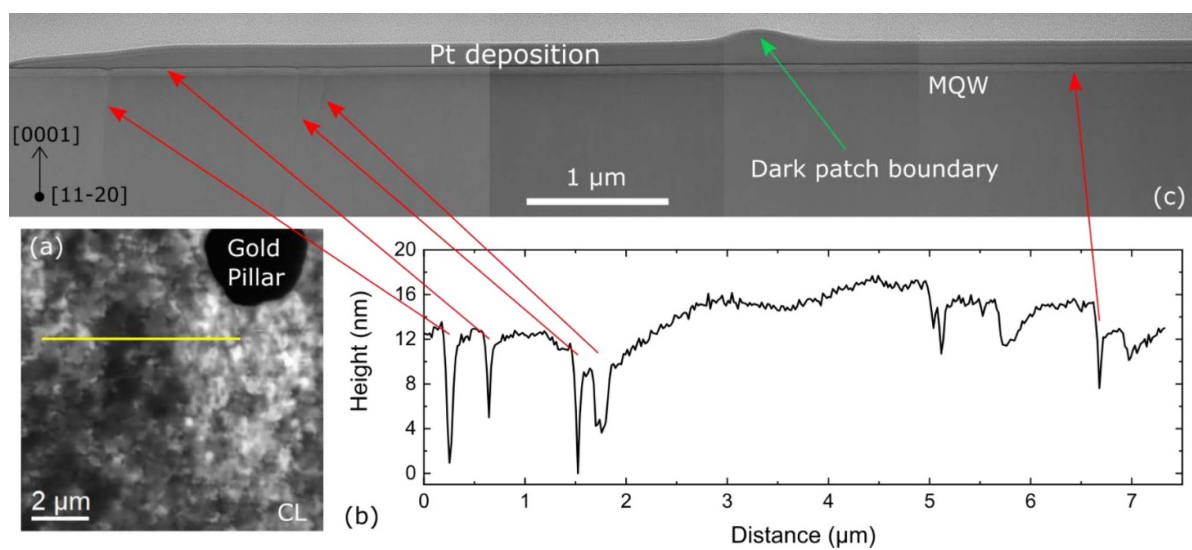 Pt deposition
MQW
[0001]
[11-20]
1 µm
Dark patch boundary
(c)
(a)
Gold
Pillar
2 µm
CL
(b)
Height (nm)
20
16
12
8
4
0
0 1 2 3 4 5 6 7
Distance (µm)